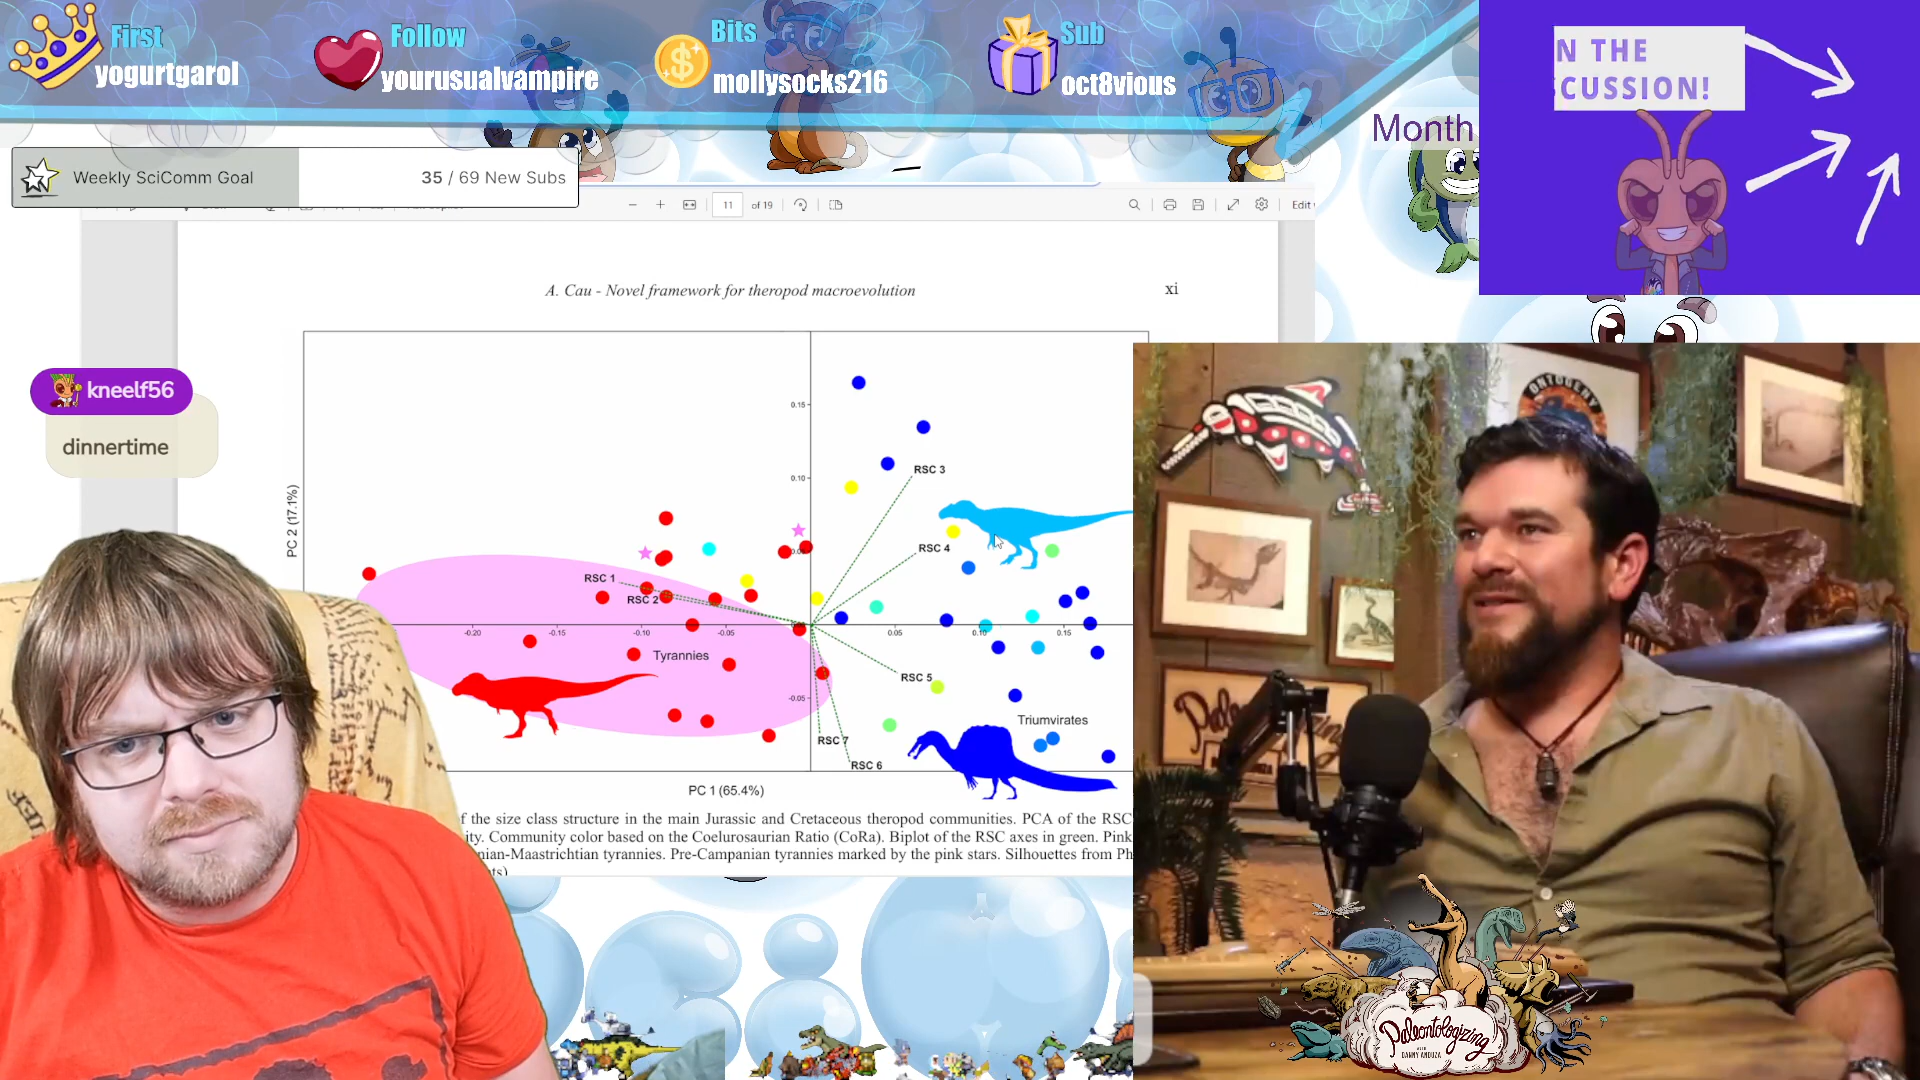 First
yogurtgarol
Follow
yourusualvampire
Bits
mollysocks216
Sub
oct8vious
N THE
CUSSION!
Month
Weekly SciComm Goal
35 / 69 New Subs
11 of 19
Edit
A. Cau - Novel framework for theropod macroevolution
xi
kneelf56
dinnertime
PC 2 (17.1%)
0.15
0.10
-0.05
-0.20
-0.15
-0.10
-0.05
0.05
0.10
0.15
RSC 1
RSC 2
RSC 3
RSC 4
RSC 5
RSC 6
RSC 7
Tyrannies
Triumvirates
PC 1 (65.4%)
f the size class structure in the main Jurassic and Cretaceous theropod communities. PCA of the RSC
ity. Community color based on the Coelurosaurian Ratio (CoRa). Biplot of the RSC axes in green. Pink
nian-Maastrichtian tyrannies. Pre-Campanian tyrannies marked by the pink stars. Silhouettes from Ph
ONTOGENY
Paleontologizing
WITH
DANNY ANDUZA